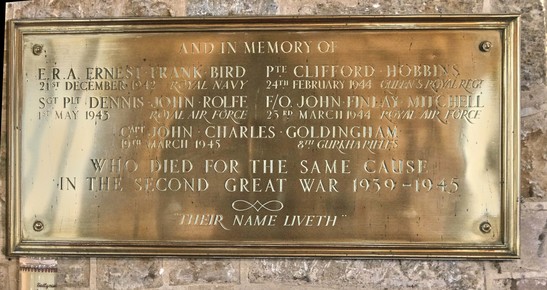 AND IN MEMORY OF
E.R.A. ERNEST FRANK BIRD PTE CLIFFORD HOBBINS
21ST DECEMBER 1942 ROYAL NAVY 24TH FEBRUARY 1944 QUEEN'S ROYAL REGT
SGT PLT DENNIS JOHN ROLFE F/O. JOHN FINLAY MITCHELL
1ST MAY 1943 ROYAL AIR FORCE 23RD MARCH 1944 ROYAL AIR FORCE
CAPT JOHN CHARLES GOLDINGHAM
19TH MARCH 1945 8TH GURKHA RIFLES
WHO DIED FOR THE SAME CAUSE
IN THE SECOND GREAT WAR 1939-1945
"THEIR NAME LIVETH"